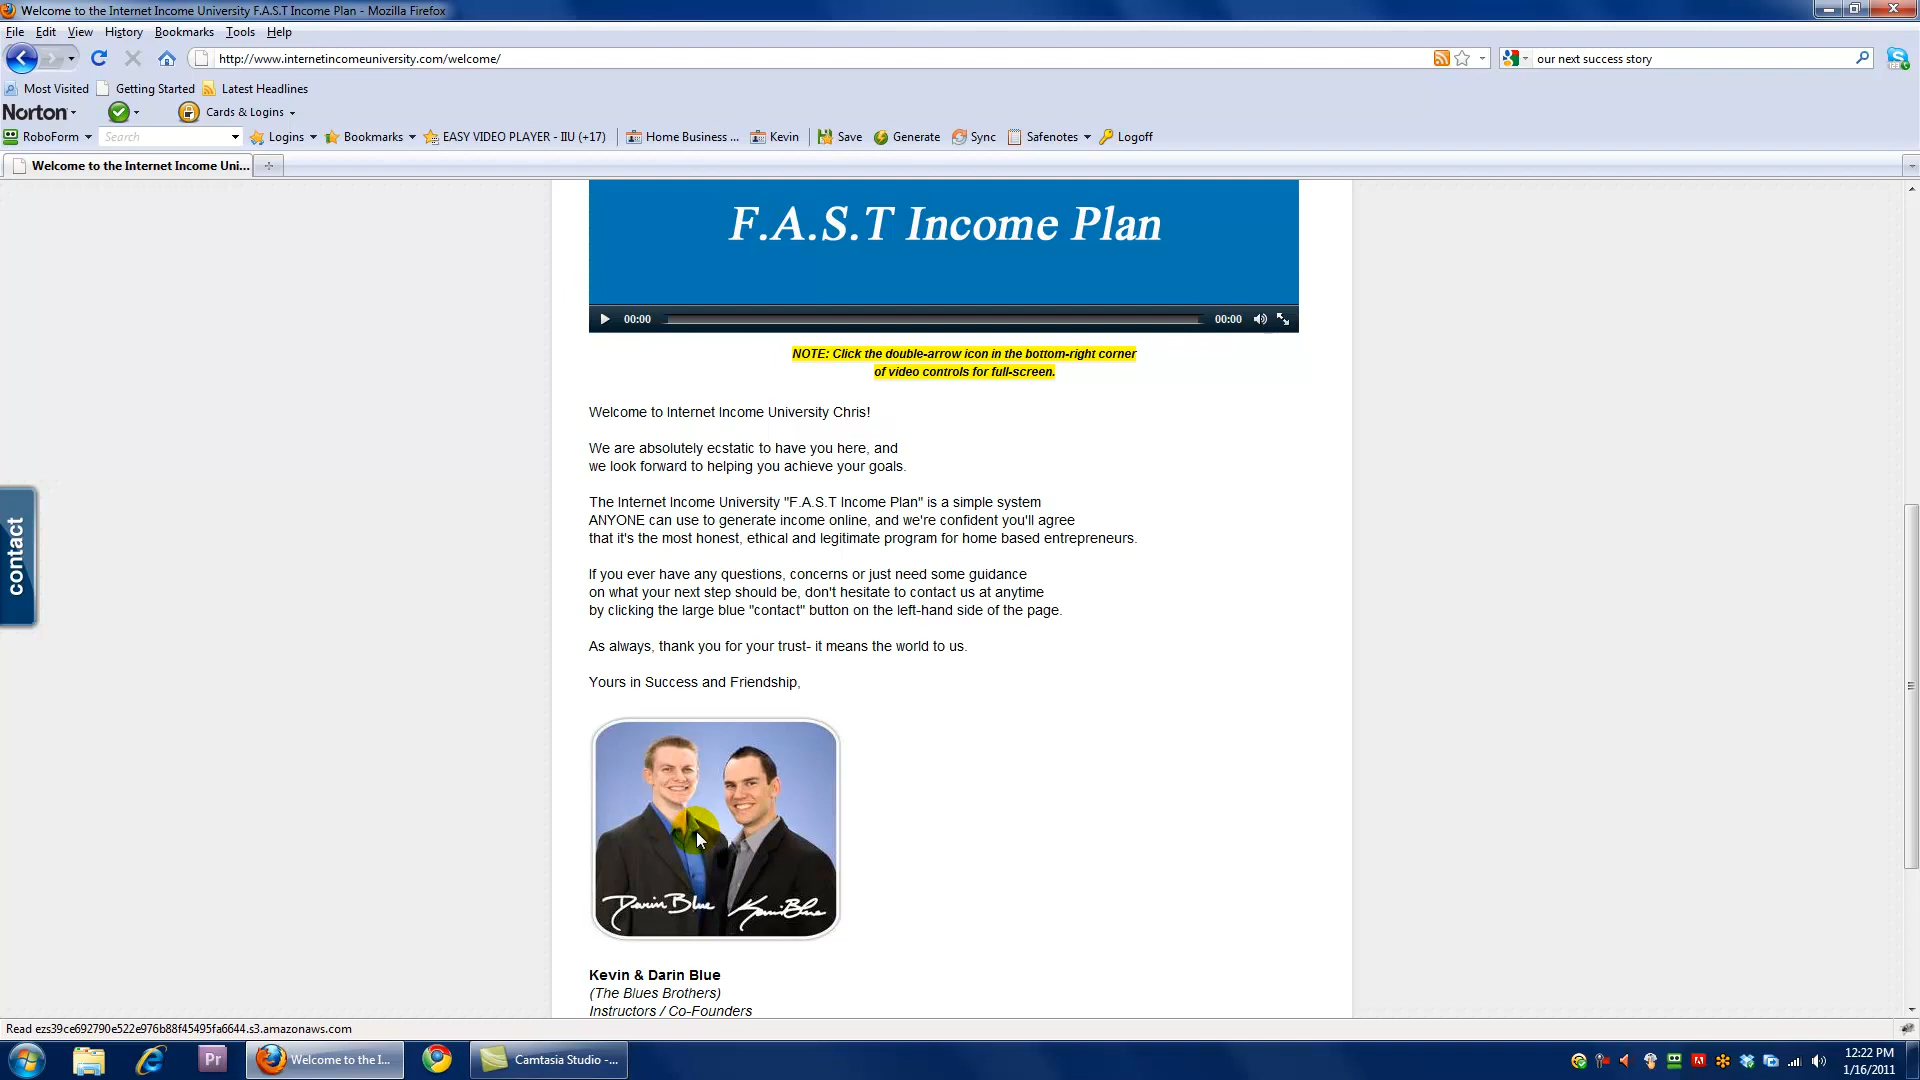 Welcome to the Internet Income University F.A.S.T Income Plan - Mozilla Firefox
File Edit View History Bookmarks Tools Help
http://www.internetincomeuniversity.com/welcome/
our next success story
Most Visited Getting Started Latest Headlines
Norton Cards & Logins
RoboForm Search Logins Bookmarks EASY VIDEO PLAYER - IIU (+17) Home Business ... Kevin Save Generate Sync Safenotes Logoff
Welcome to the Internet Income Uni...
F.A.S.T Income Plan
00:00 00:00
NOTE: Click the double-arrow icon in the bottom-right corner
of video controls for full-screen.
Welcome to Internet Income University Chris!
We are absolutely ecstatic to have you here, and
we look forward to helping you achieve your goals.
The Internet Income University "F.A.S.T Income Plan" is a simple system
ANYONE can use to generate income online, and we're confident you'll agree
that it's the most honest, ethical and legitimate program for home based entrepreneurs.
contact
If you ever have any questions, concerns or just need some guidance
on what your next step should be, don't hesitate to contact us at anytime
by clicking the large blue "contact" button on the left-hand side of the page.
As always, thank you for your trust- it means the world to us.
Yours in Success and Friendship,
Darin Blue Kevin Blue
Kevin & Darin Blue
(The Blues Brothers)
Instructors / Co-Founders
Read ezs39ce692790e522e976b88f45495fa6644.s3.amazonaws.com
Pr Welcome to the I... Camtasia Studio -...
12:22 PM
1/16/2011